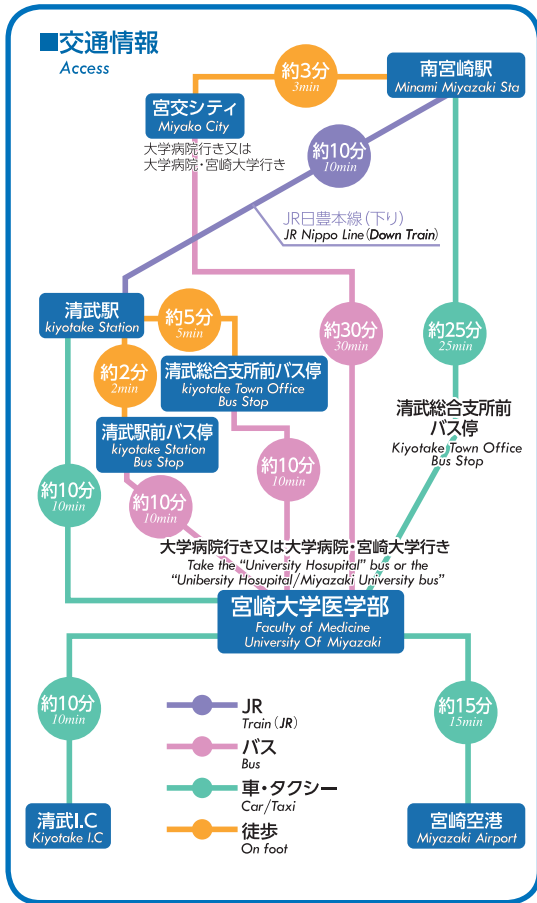 ■交通情報
Access
約3分
3min
南宮崎駅
Minami Miyazaki Sta
宮交シティ
Miyako City
大学病院行き又は
大学病院・宮崎大学行き
約10分
10min
JR日豊本線（下り）
JR Nippo Line（Down Train）
清武駅
kiyotake Station
約5分
5min
約30分
30min
約25分
25min
約2分
2min
清武総合支所前バス停
kiyotake Town Office
Bus Stop
清武総合支所前
バス停
Kiyotake Town Office
Bus Stop
清武駅前バス停
kiyotake Station
Bus Stop
約10分
10min
約10分
10min
約10分
10min
大学病院行き又は大学病院・宮崎大学行き
Take the “University Hosupital” bus or the
“Unibersity Hosupital/Miyazaki University bus”
宮崎大学医学部
Faculty of Medicine
University Of Miyazaki
約10分
10min
約15分
15min
JR
Train（JR）
バス
Bus
車・タクシー
Car/Taxi
徒歩
On foot
清武I.C
Kiyotake I.C
宮崎空港
Miyazaki Airport